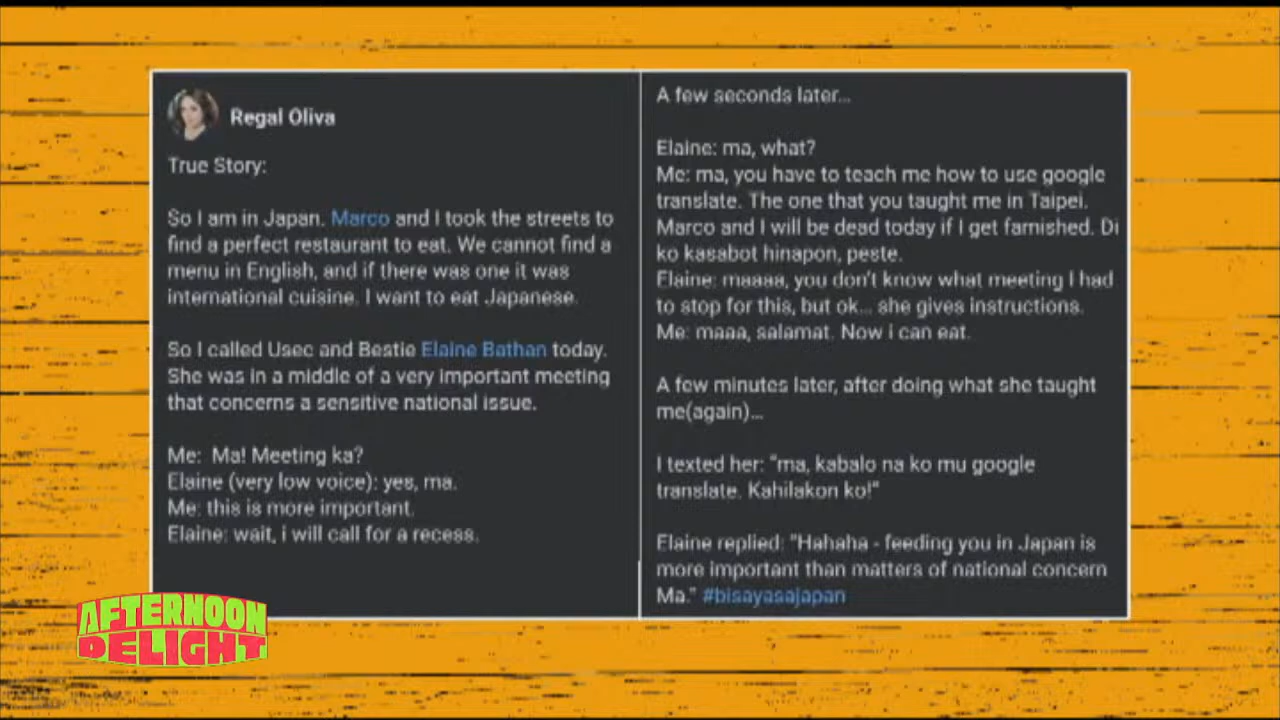 Regal Oliva
True Story:
So I am in Japan. Marco and I took the streets to
find a perfect restaurant to eat. We cannot find a
menu in English, and if there was one it was
international cuisine. I want to eat Japanese.
So I called Usec and Bestie Elaine Bathan today.
She was in a middle of a very important meeting
that concerns a sensitive national issue.
Me: Ma! Meeting ka?
Elaine (very low voice): yes, ma.
Me: this is more important.
Elaine: wait, i will call for a recess.
A few seconds later...
Elaine: ma, what?
Me: ma, you have to teach me how to use google
translate. The one that you taught me in Taipei.
Marco and I will be dead today if I get famished. Di
ko kasabot hinapon, peste.
Elaine: maaaa, you don't know what meeting I had
to stop for this, but ok... she gives instructions.
Me: maaa, salamat. Now i can eat.
A few minutes later, after doing what she taught
me(again)...
I texted her: "ma, kabalo na ko mu google
translate. Kahilakon ko!"
Elaine replied: "Hahaha - feeding you in Japan is
more important than matters of national concern
Ma." #bisayasajapan
AFTERNOON
DELIGHT